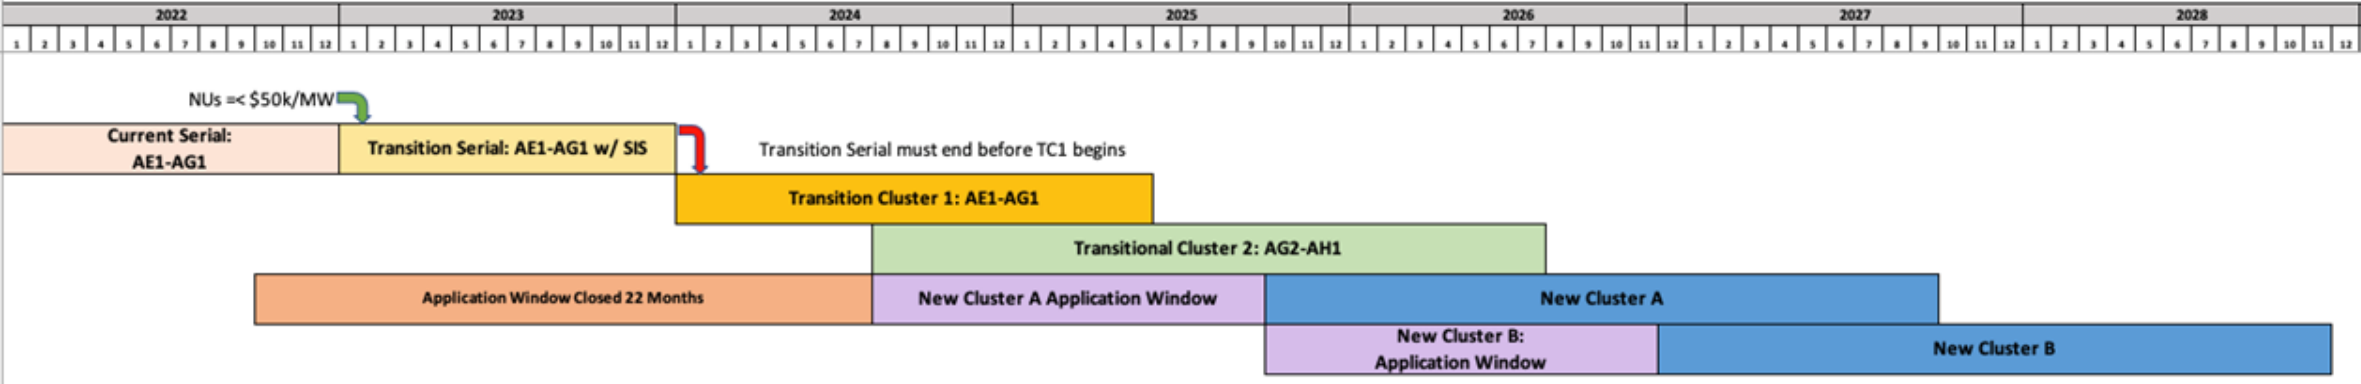 2022 2023 2024 2025 2026 2027 2028
1 2 3 4 5 6 7 8 9 10 11 12 1 2 3 4 5 6 7 8 9 10 11 12 1 2 3 4 5 6 7 8 9 10 11 12 1 2 3 4 5 6 7 8 9 10 11 12 1 2 3 4 5 6 7 8 9 10 11 12 1 2 3 4 5 6 7 8 9 10 11 12 1 2 3 4 5 6 7 8 9 10 11 12
NUs =< $50k/MW
Current Serial:
AE1-AG1
Transition Serial: AE1-AG1 w/ SIS
Transition Serial must end before TC1 begins
Transition Cluster 1: AE1-AG1
Transitional Cluster 2: AG2-AH1
Application Window Closed 22 Months
New Cluster A Application Window
New Cluster A
New Cluster B:
Application Window
New Cluster B